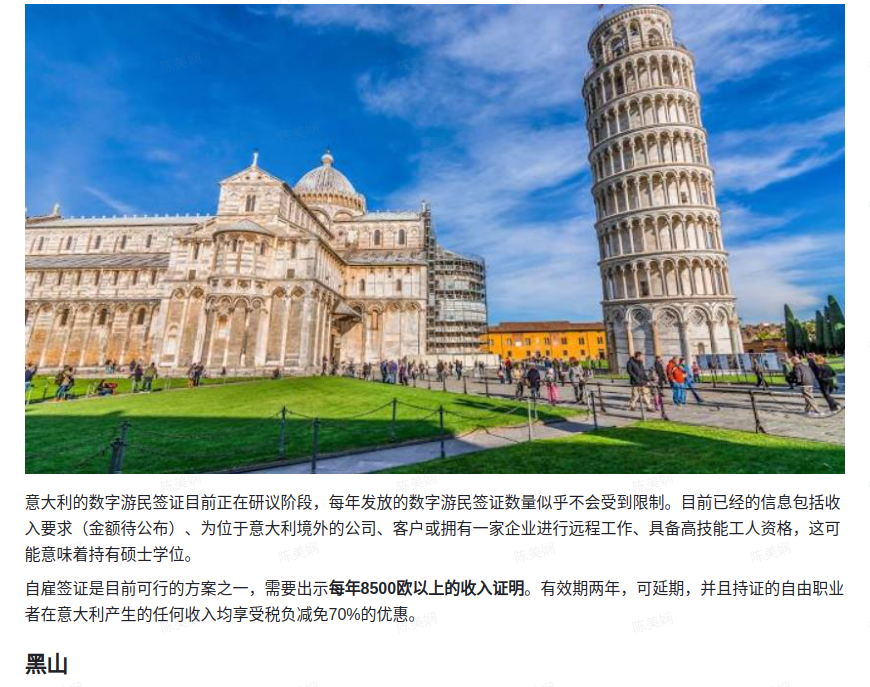 意大利的数字游民签证目前正在研议阶段，每年发放的数字游民签证数量似乎不会受到限制。目前已经的信息包括收
入要求（金额待公布）、为位于意大利境外的公司、客户或拥有一家企业进行远程工作、具备高技能工人资格，这可
能意味着持有硕士学位。
自雇签证是目前可行的方案之一，需要出示每年8500欧以上的收入证明。有效期两年，可延期，并且持证的自由职业
者在意大利产生的任何收入均享受税负减免70%的优惠。
黑山